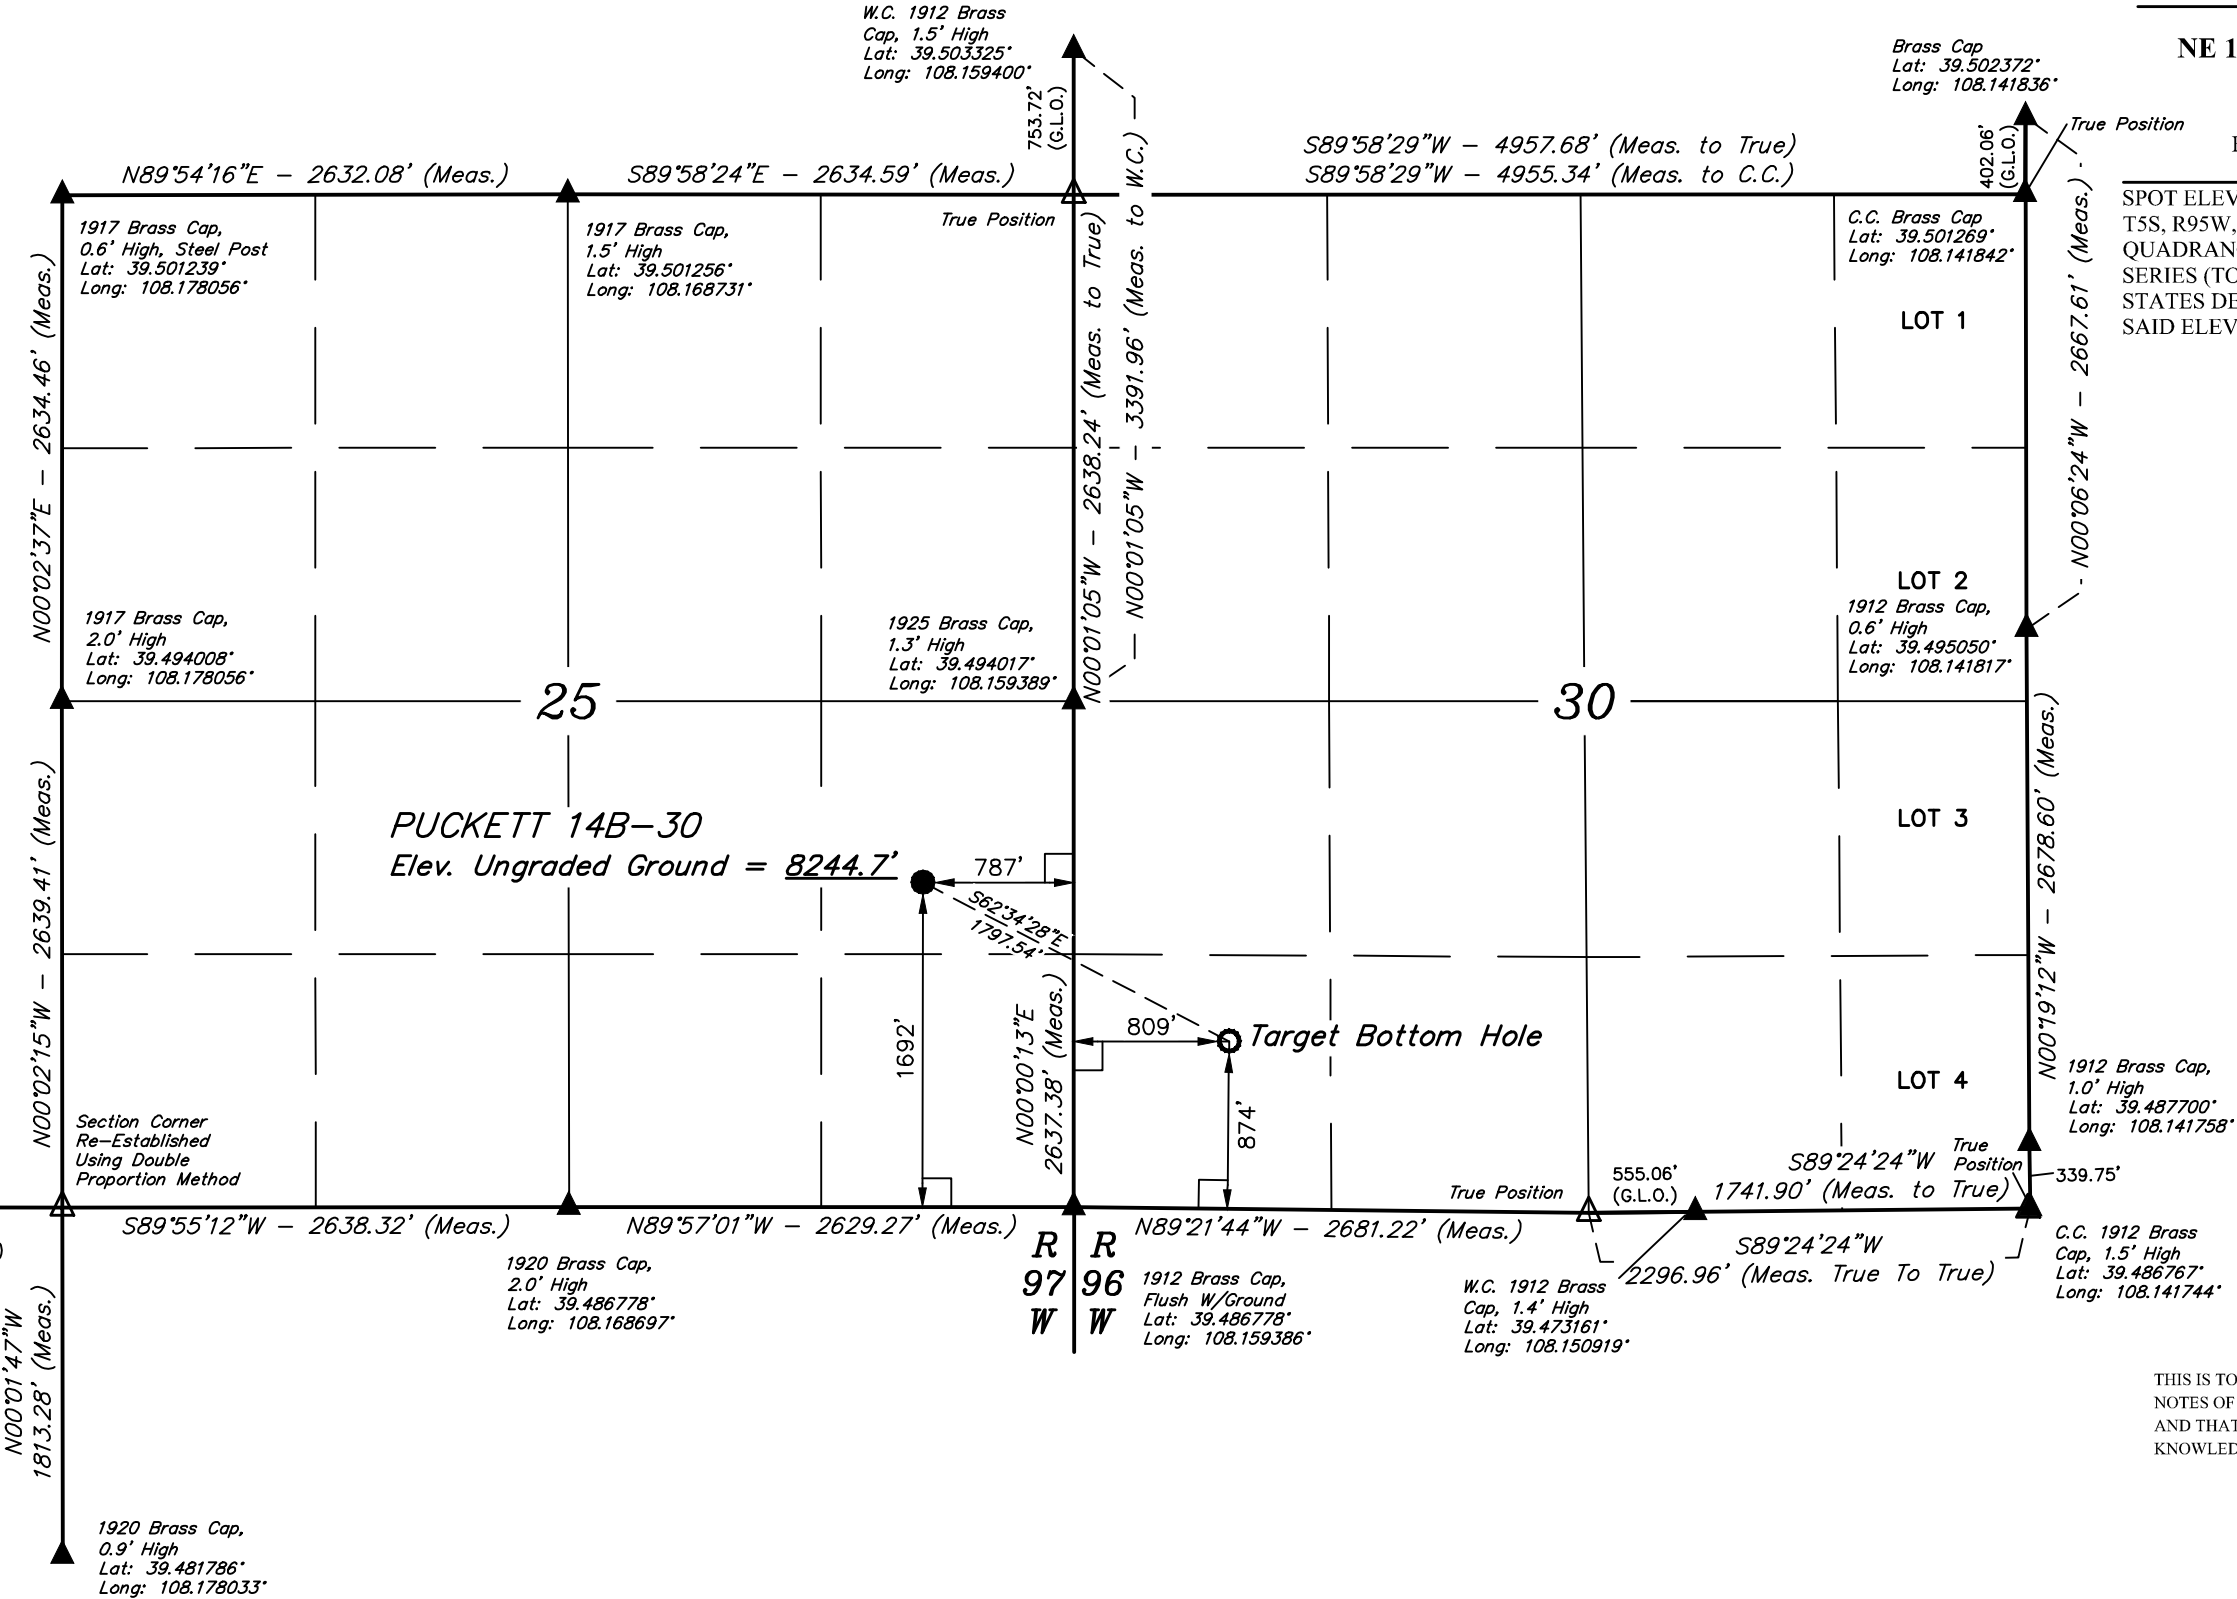 W.C. 1912 Brass
Cap, 1.5' High
Lat: 39.503325°
Long: 108.159400°
753.72'
(G.L.O.)
Brass Cap
Lat: 39.502372°
Long: 108.141836°
NE 1
402.06'
(G.L.O.)
True Position
N89°54'16"E – 2632.08' (Meas.)
S89°58'24"E – 2634.59' (Meas.)
S89°58'29"W – 4957.68' (Meas. to True)
S89°58'29"W – 4955.34' (Meas. to C.C.)
SPOT ELEV
T5S, R95W,
QUADRAN
SERIES (TO
STATES DE
SAID ELEV
1917 Brass Cap,
0.6' High, Steel Post
Lat: 39.501239°
Long: 108.178056°
1917 Brass Cap,
1.5' High
Lat: 39.501256°
Long: 108.168731°
True Position
C.C. Brass Cap
Lat: 39.501269°
Long: 108.141842°
LOT 1
N00°02'37"E – 2634.46' (Meas.)
N00°01'05"W – 2638.24' (Meas. to True)
N00°01'05"W – 3391.96' (Meas. to W.C.)
N00°06'24"W – 2667.61' (Meas.)
LOT 2
1917 Brass Cap,
2.0' High
Lat: 39.494008°
Long: 108.178056°
1925 Brass Cap,
1.3' High
Lat: 39.494017°
Long: 108.159389°
1912 Brass Cap,
0.6' High
Lat: 39.495050°
Long: 108.141817°
25
30
PUCKETT 14B–30
Elev. Ungraded Ground = 8244.7'
787'
S62°34'28"E
1797.54'
LOT 3
N00°02'15"W – 2639.41' (Meas.)
N00°19'12"W – 2678.60' (Meas.)
1692'
N00°00'13"E
2637.38' (Meas.)
809'
Target Bottom Hole
874'
LOT 4
1912 Brass Cap,
1.0' High
Lat: 39.487700°
Long: 108.141758°
Section Corner
Re–Established
Using Double
Proportion Method
True Position
555.06'
(G.L.O.)
S89°24'24"W
1741.90' (Meas. to True)
True
Position
339.75'
S89°55'12"W – 2638.32' (Meas.)
N89°57'01"W – 2629.27' (Meas.)
N89°21'44"W – 2681.22' (Meas.)
S89°24'24"W
2296.96' (Meas. True To True)
R R
97 96
W W
1920 Brass Cap,
2.0' High
Lat: 39.486778°
Long: 108.168697°
1912 Brass Cap,
Flush W/Ground
Lat: 39.486778°
Long: 108.159386°
W.C. 1912 Brass
Cap, 1.4' High
Lat: 39.473161°
Long: 108.150919°
C.C. 1912 Brass
Cap, 1.5' High
Lat: 39.486767°
Long: 108.141744°
N00°01'47"W
1813.28' (Meas.)
1920 Brass Cap,
0.9' High
Lat: 39.481786°
Long: 108.178033°
THIS IS TO
NOTES OF
AND THAT
KNOWLED